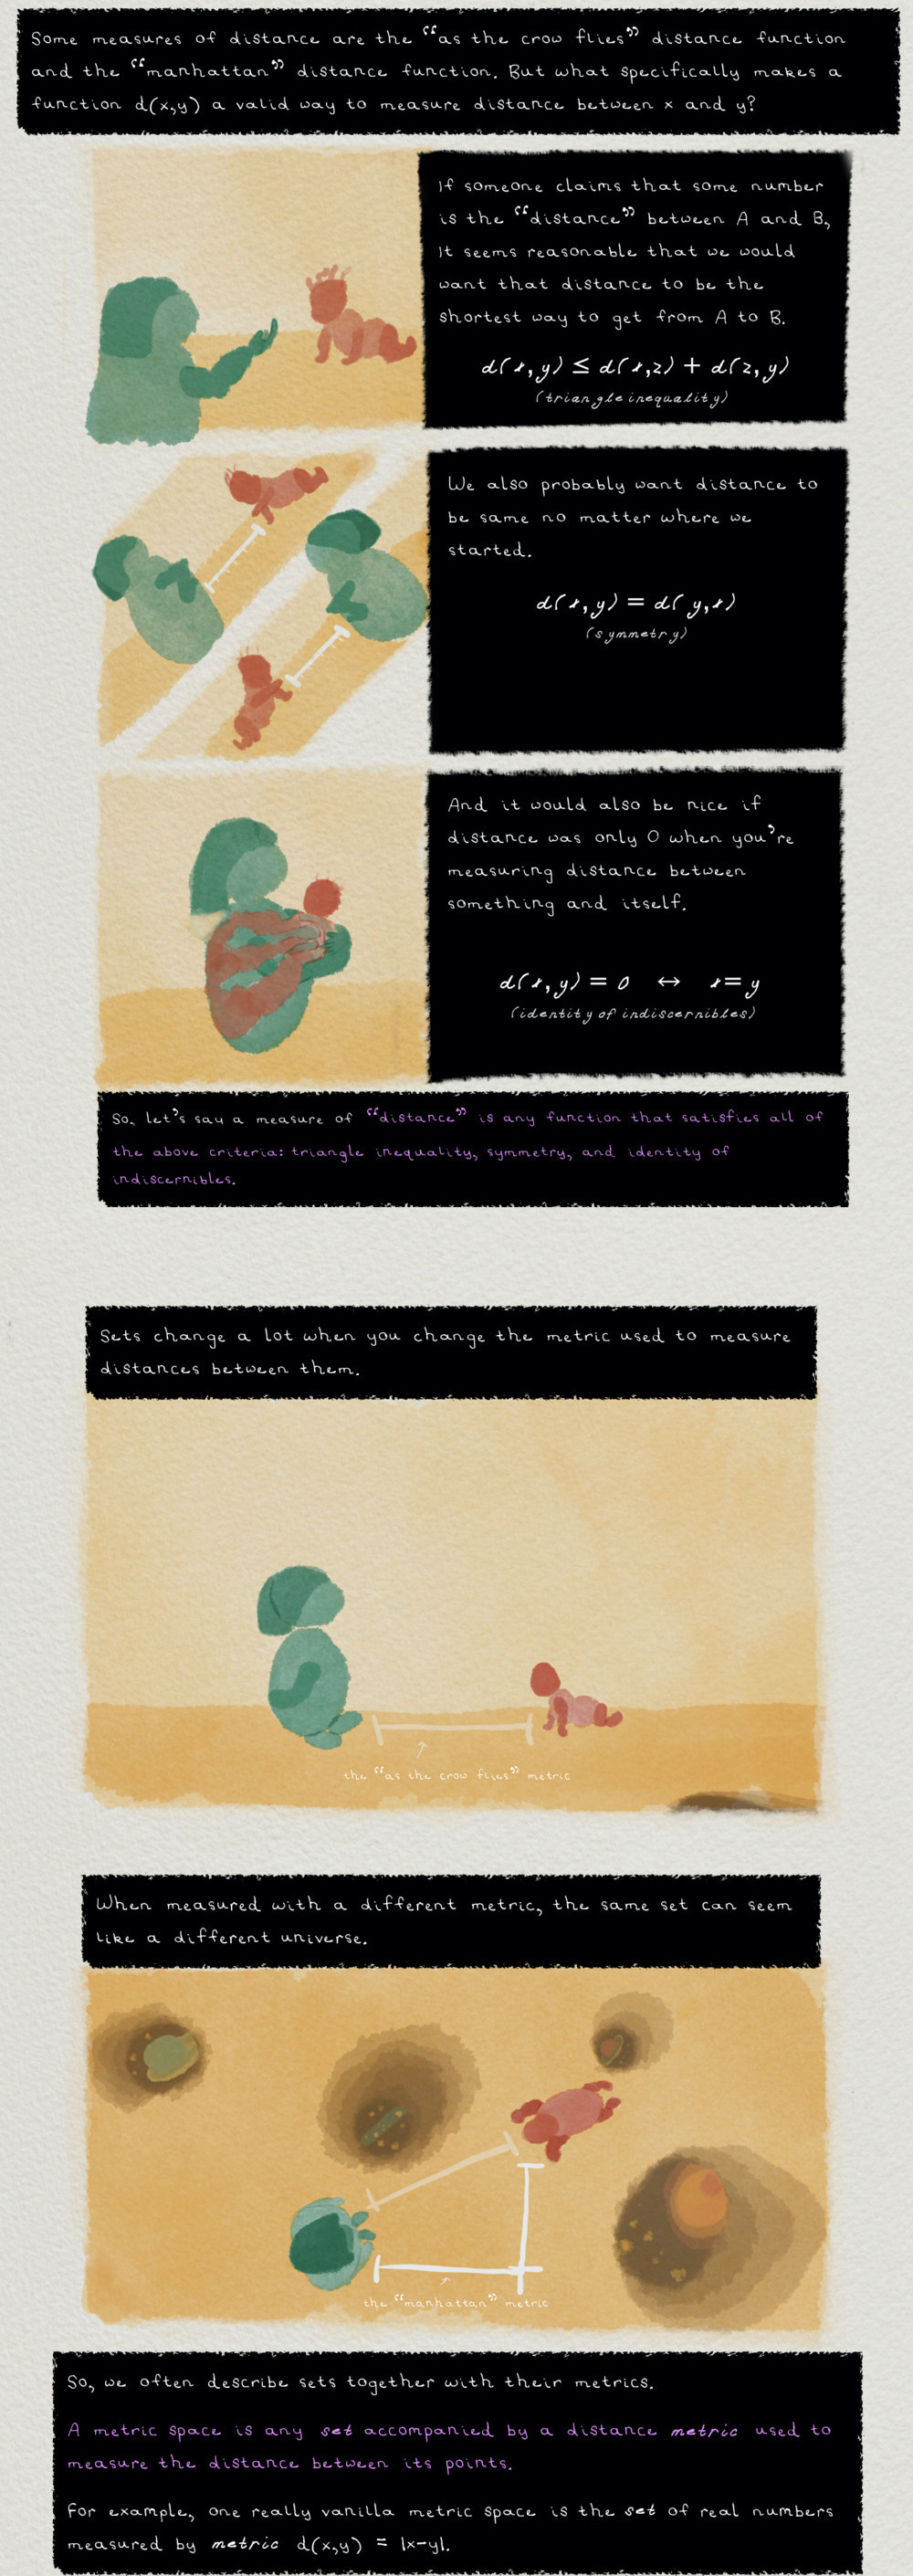 Some measures of distance are the “as the crow flies” distance function
and the “manhattan” distance function. But what specifically makes a
function d(x,y) a valid way to measure distance between x and y?
If someone claims that some number
is the “distance” between A and B,
It seems reasonable that we would
want that distance to be the
shortest way to get from A to B.
d(x,y) ≤ d(x,z) + d(z,y)
(triangle inequality)
We also probably want distance to
be same no matter where we
started.
d(x,y) = d(y,x)
(symmetry)
And it would also be nice if
distance was only 0 when you're
measuring distance between
something and itself.
d(x,y) = 0 ↔ x=y
(identity of indiscernibles)
So, let's say a measure of “distance” is any function that satisfies all of
the above criteria: triangle inequality, symmetry, and identity of
indiscernibles.
Sets change a lot when you change the metric used to measure
distances between them.
the “as the crow flies” metric
When measured with a different metric, the same set can seem
like a different universe.
the “manhattan” metric
So, we often describe sets together with their metrics.
A metric space is any set accompanied by a distance metric used to
measure the distance between its points.
For example, one really vanilla metric space is the set of real numbers
measured by metric d(x,y) = |x-y|.